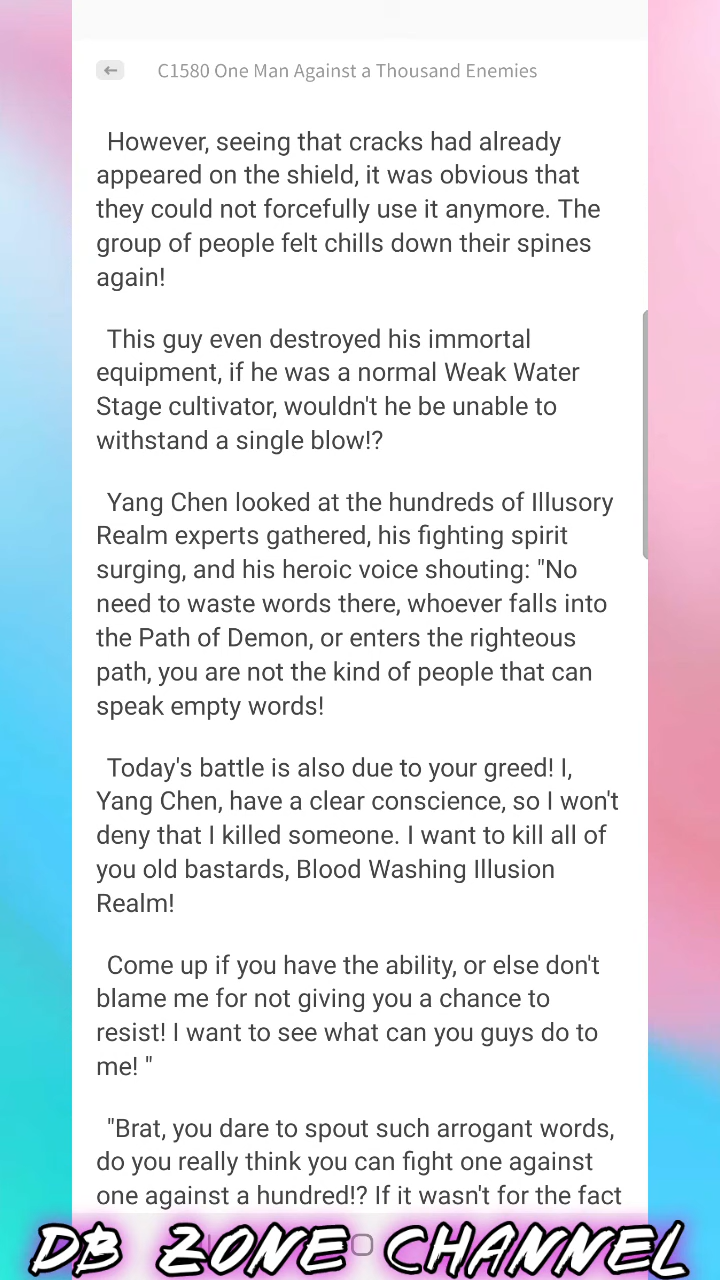 C1580 One Man Against a Thousand Enemies
However, seeing that cracks had already
appeared on the shield, it was obvious that
they could not forcefully use it anymore. The
group of people felt chills down their spines
again!
This guy even destroyed his immortal
equipment, if he was a normal Weak Water
Stage cultivator, wouldn't he be unable to
withstand a single blow!?
Yang Chen looked at the hundreds of Illusory
Realm experts gathered, his fighting spirit
surging, and his heroic voice shouting: "No
need to waste words there, whoever falls into
the Path of Demon, or enters the righteous
path, you are not the kind of people that can
speak empty words!
Today's battle is also due to your greed! I,
Yang Chen, have a clear conscience, so I won't
deny that I killed someone. I want to kill all of
you old bastards, Blood Washing Illusion
Realm!
Come up if you have the ability, or else don't
blame me for not giving you a chance to
resist! I want to see what can you guys do to
me! "
"Brat, you dare to spout such arrogant words,
do you really think you can fight one against
one against a hundred!? If it wasn't for the fact
DB ZONE CHANNEL